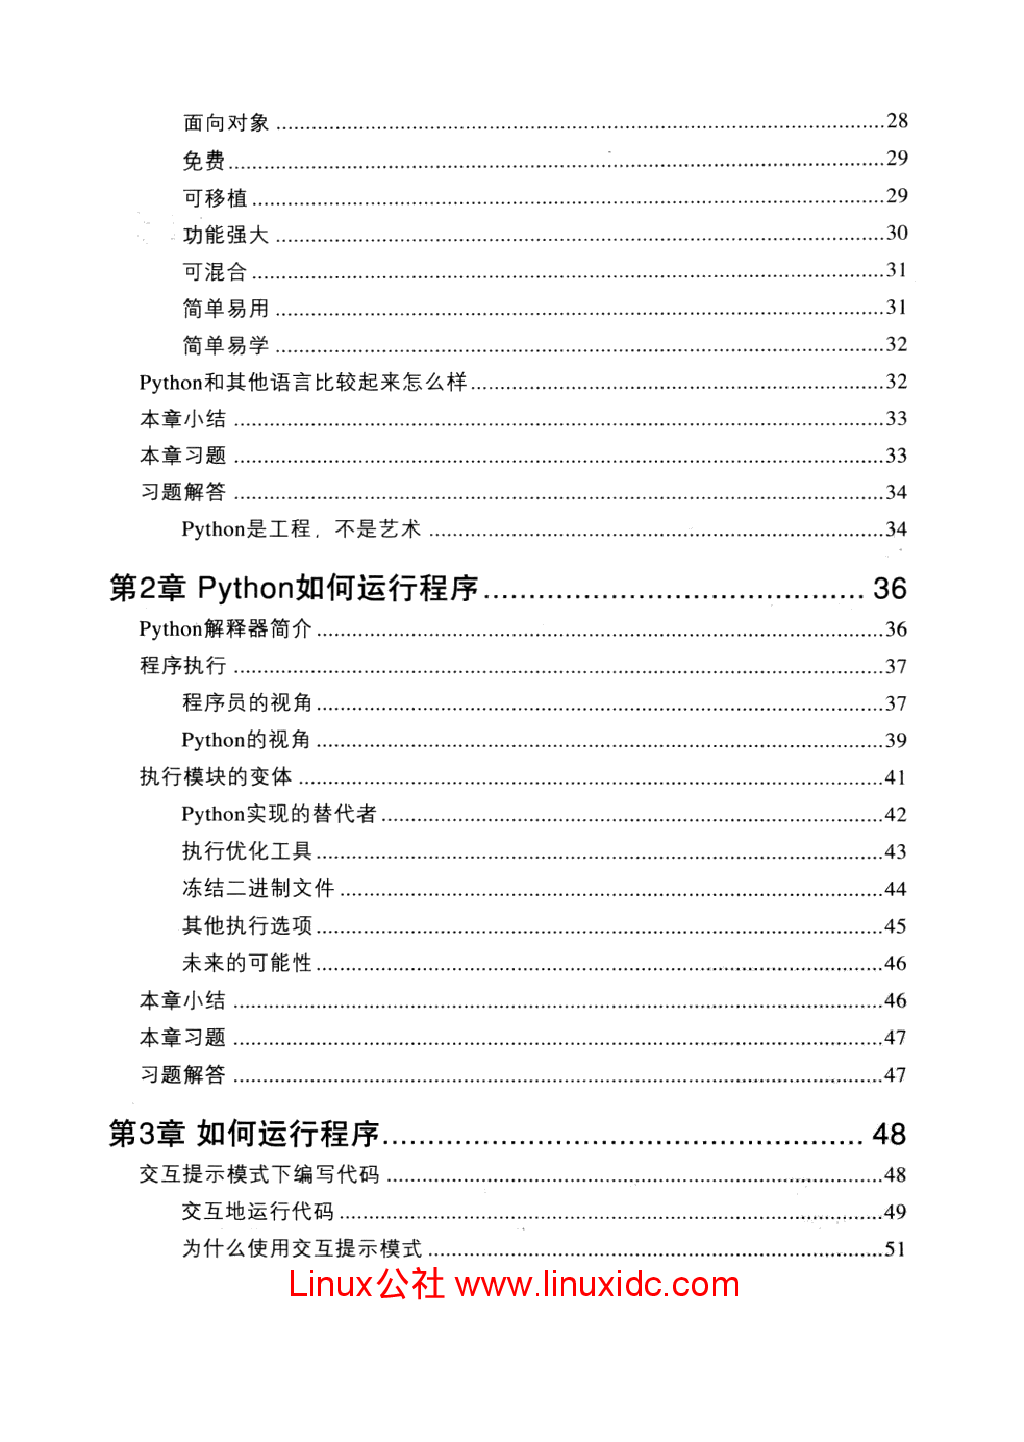 面向对象 ........ 28
免费 ........ 29
可移植 ........ 29
功能强大 ........ 30
可混合 ........ 31
简单易用 ........ 31
简单易学 ........ 32
Python和其他语言比较起来怎么样 ........ 32
本章小结 ........ 33
本章习题 ........ 33
习题解答 ........ 34
Python是工程，不是艺术 ........ 34
第2章 Python如何运行程序 ........ 36
Python解释器简介 ........ 36
程序执行 ........ 37
程序员的视角 ........ 37
Python的视角 ........ 39
执行模块的变体 ........ 41
Python实现的替代者 ........ 42
执行优化工具 ........ 43
冻结二进制文件 ........ 44
其他执行选项 ........ 45
未来的可能性 ........ 46
本章小结 ........ 46
本章习题 ........ 47
习题解答 ........ 47
第3章 如何运行程序 ........ 48
交互提示模式下编写代码 ........ 48
交互地运行代码 ........ 49
为什么使用交互提示模式 ........ 51
Linux公社 www.linuxidc.com